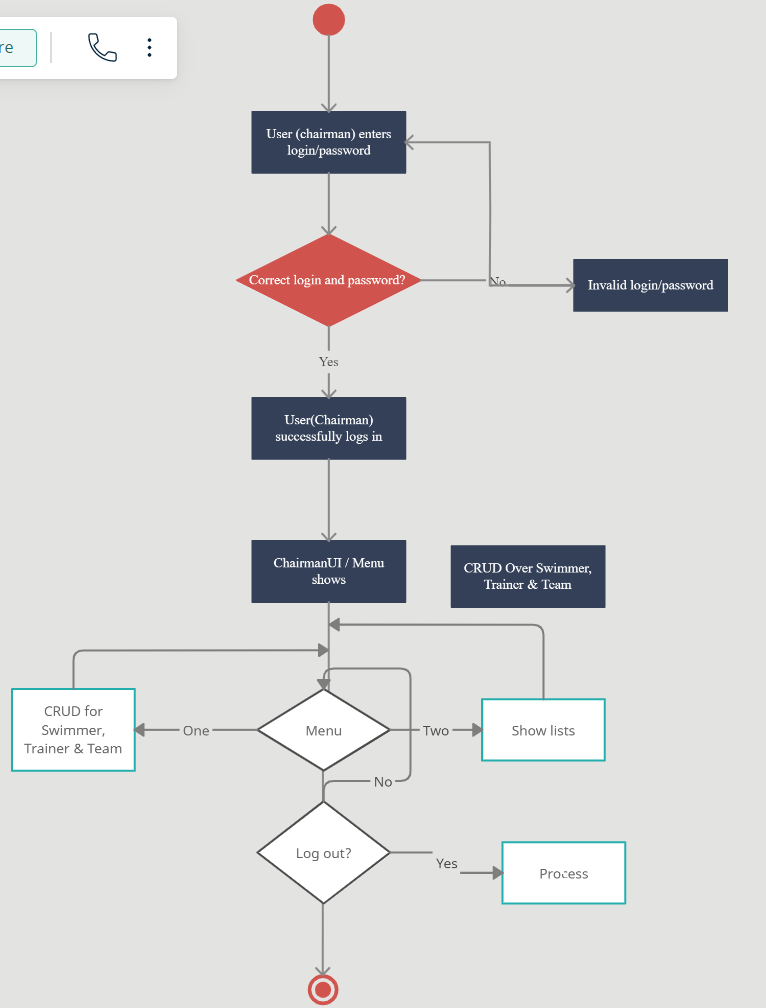 re
User (chairman) enters
login/password
Correct login and password?
No
Invalid login/password
Yes
User(Chairman)
successfully logs in
ChairmanUI / Menu
shows
CRUD Over Swimmer,
Trainer & Team
CRUD for
Swimmer,
Trainer & Team
One
Menu
Two
Show lists
No
Log out?
Yes
Process